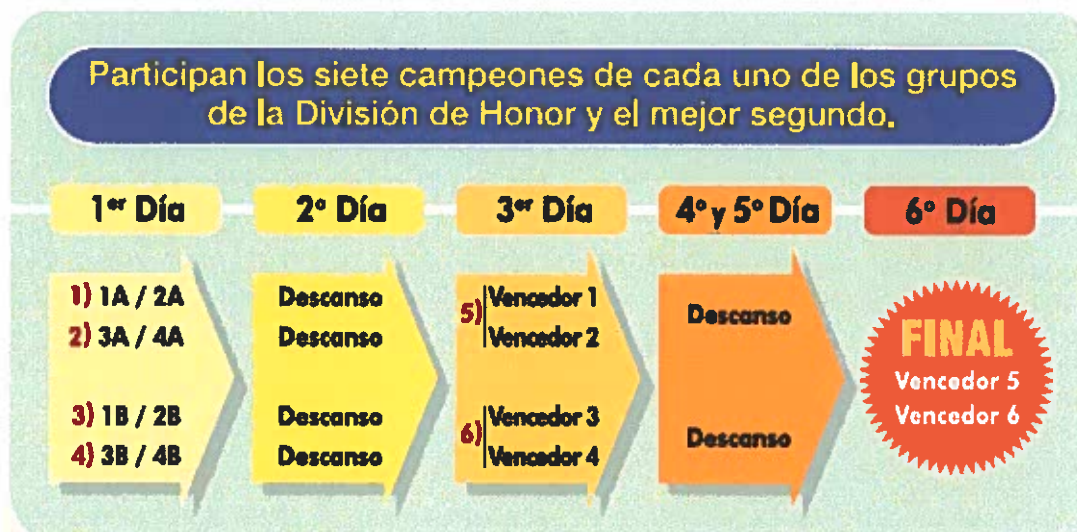 Participan los siete campeones de cada uno de los grupos
de la División de Honor y el mejor segundo.
1er Día
2º Día
3er Día
4º y 5º Día
6º Día
1) 1A / 2A
2) 3A / 4A
3) 1B / 2B
4) 3B / 4B
Descanso
Descanso
Descanso
Descanso
5) Vencedor 1
Vencedor 2
6) Vencedor 3
Vencedor 4
Descanso
Descanso
FINAL
Vencedor 5
Vencedor 6